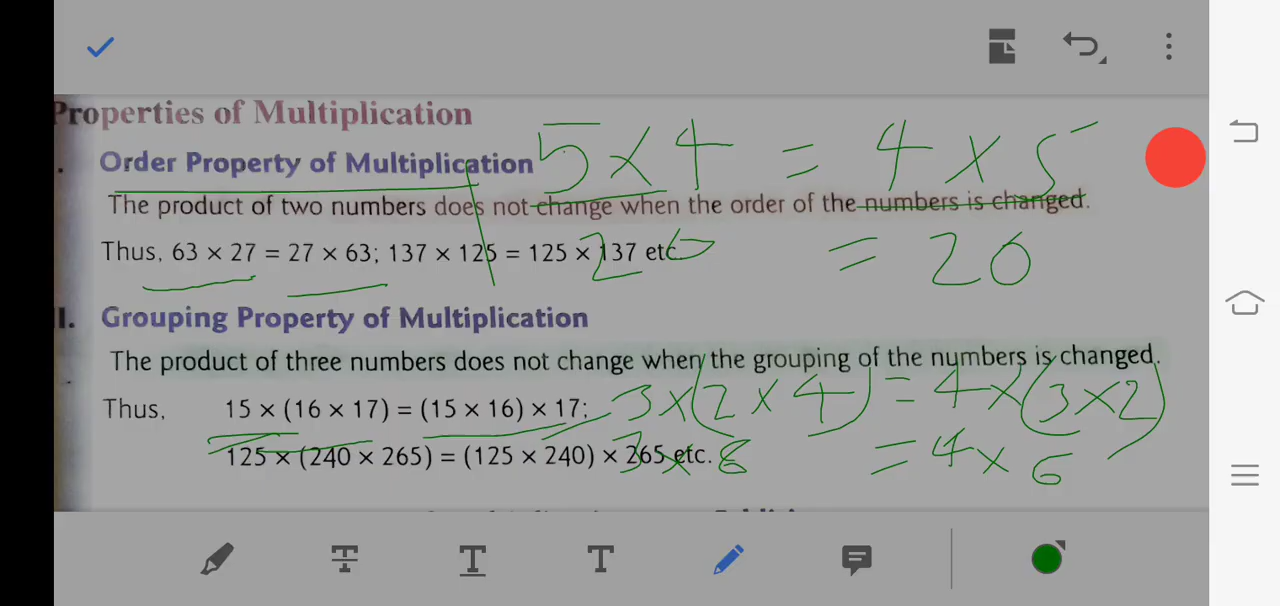 Properties of Multiplication
Order Property of Multiplication 5 × 4 = 4 × 5
The product of two numbers does not change when the order of the numbers is changed.
Thus, 63 × 27 = 27 × 63; 137 × 125 = 125 × 137 etc.
20 = 20
II. Grouping Property of Multiplication
The product of three numbers does not change when the grouping of the numbers is changed.
Thus, 15 × (16 × 17) = (15 × 16) × 17; 3 × (2 × 4) = 4 × (3 × 2)
125 × (240 × 265) = (125 × 240) × 265 etc.
3 × 8 = 4 × 6
T T T